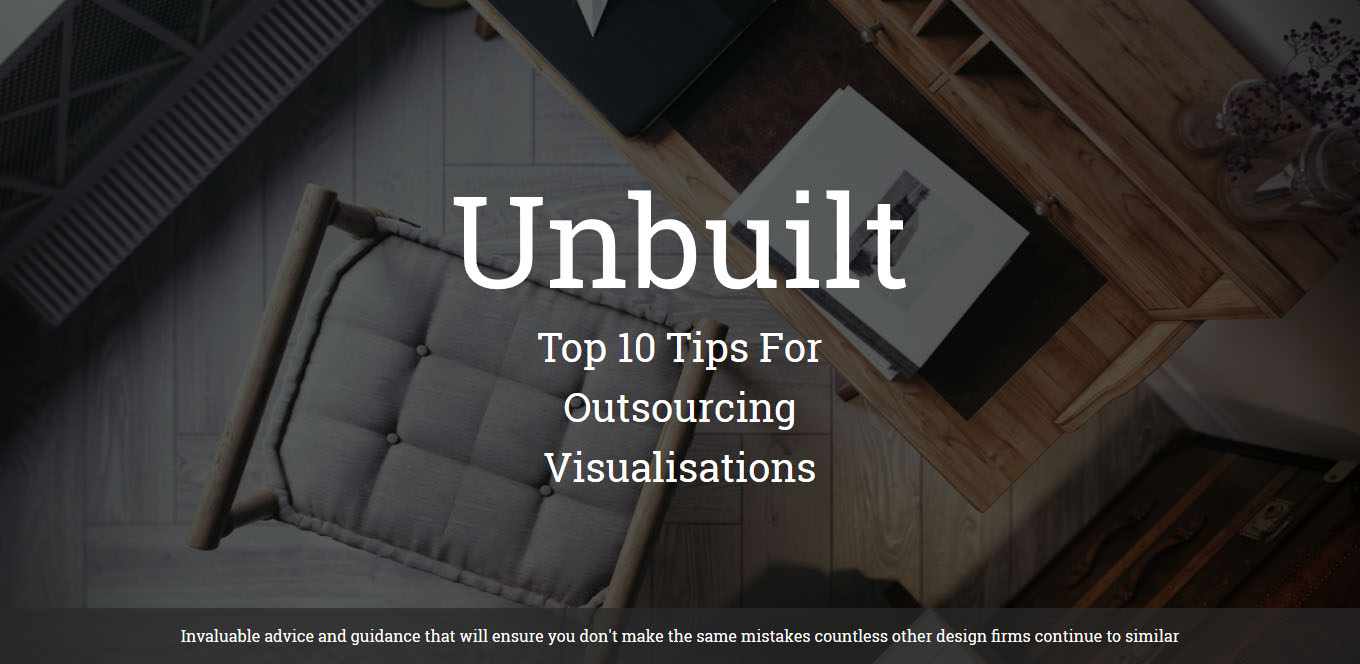 Unbuilt
Top 10 Tips For
Outsourcing
Visualisations
Invaluable advice and guidance that will ensure you don't make the same mistakes countless other design firms continue to similar